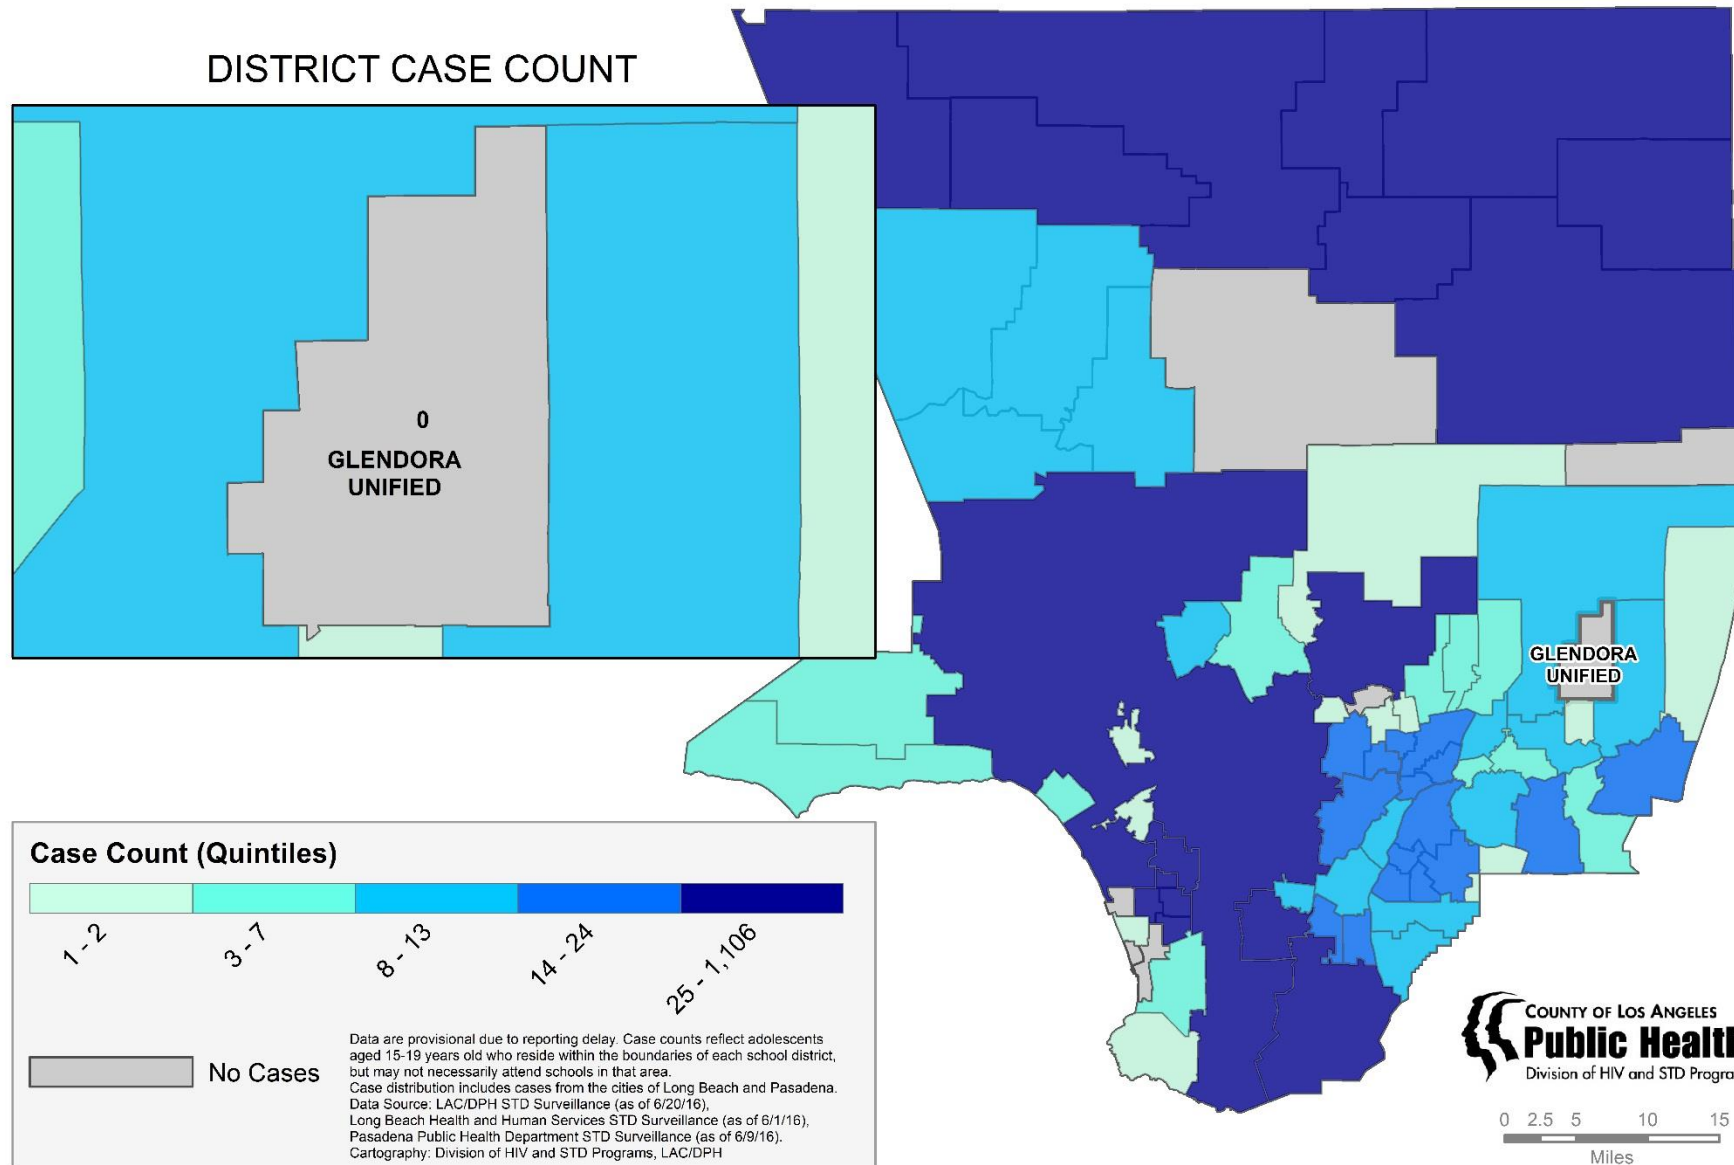 DISTRICT CASE COUNT
0
GLENDORA
UNIFIED
GLENDORA
UNIFIED
Case Count (Quintiles)
1 - 2
3 - 7
8 - 13
14 - 24
25 - 1,106
No Cases
Data are provisional due to reporting delay. Case counts reflect adolescents
aged 15-19 years old who reside within the boundaries of each school district,
but may not necessarily attend schools in that area.
Case distribution includes cases from the cities of Long Beach and Pasadena.
Data Source: LAC/DPH STD Surveillance (as of 6/20/16),
Long Beach Health and Human Services STD Surveillance (as of 6/1/16),
Pasadena Public Health Department STD Surveillance (as of 6/9/16).
Cartography: Division of HIV and STD Programs, LAC/DPH
COUNTY OF LOS ANGELES
Public Health
Division of HIV and STD Progra
0 2.5 5 10 15
Miles